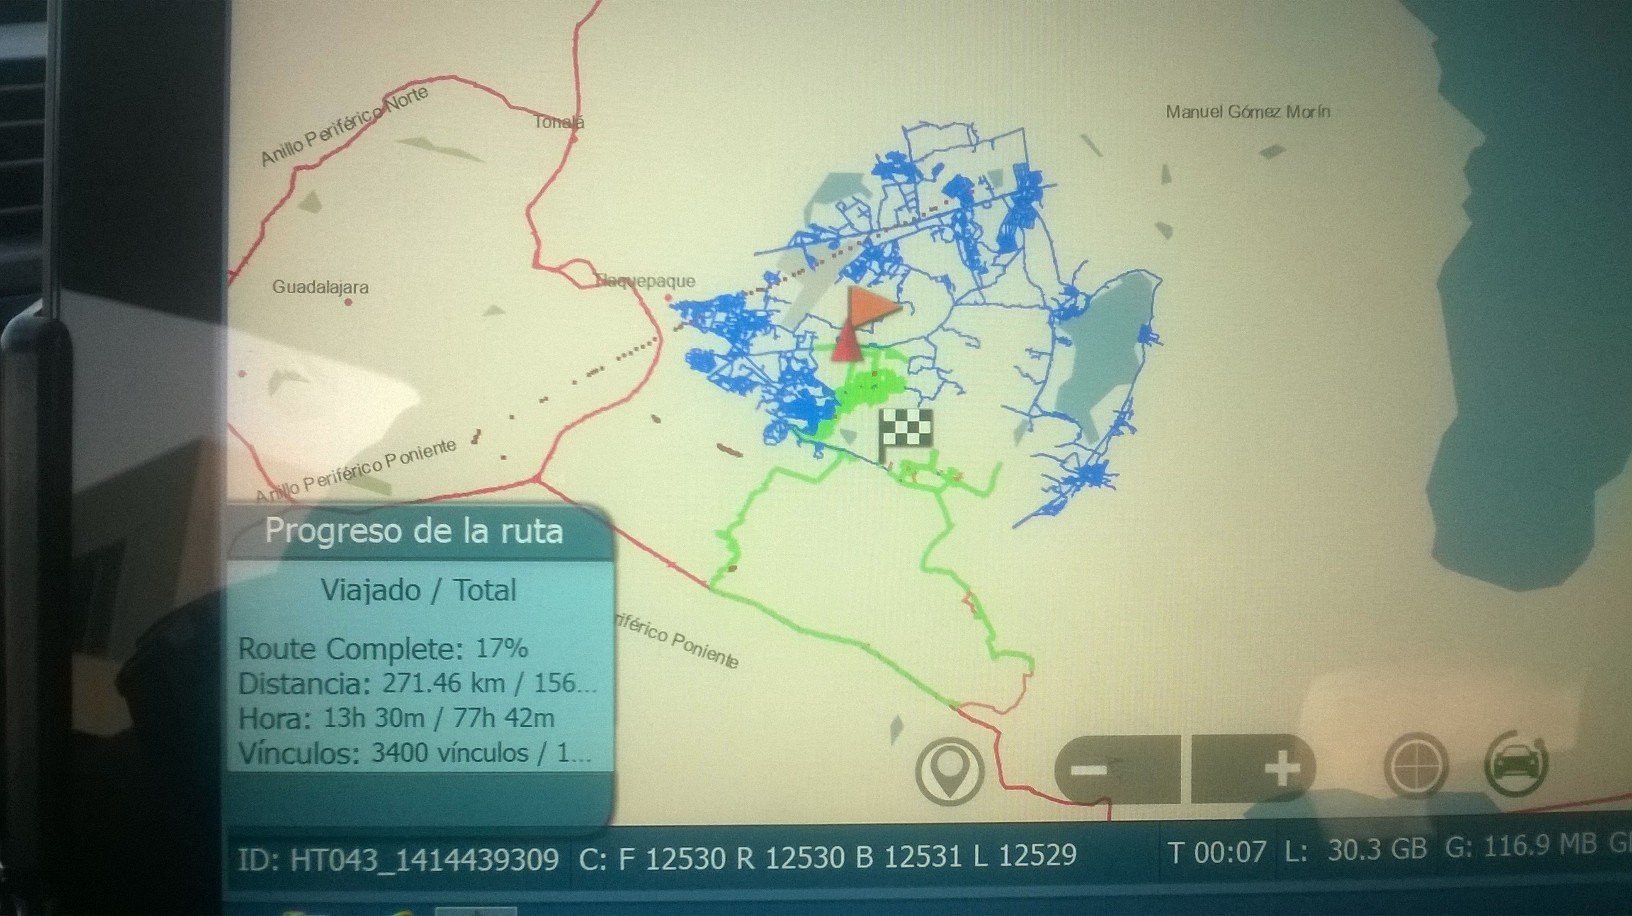 Manuel Gómez Morín
Anillo Periférico Norte
Tonalá
Tlaquepaque
Guadalajara
Anillo Periférico Poniente
Progreso de la ruta
Viajado / Total
riférico Poniente
Route Complete: 17%
Distancia: 271.46 km / 156...
Hora: 13h 30m / 77h 42m
Vínculos: 3400 vínculos / 1...
ID: HT043_1414439309 C: F 12530 R 12530 B 12531 L 12529 T 00:07 L: 30.3 GB G: 116.9 MB